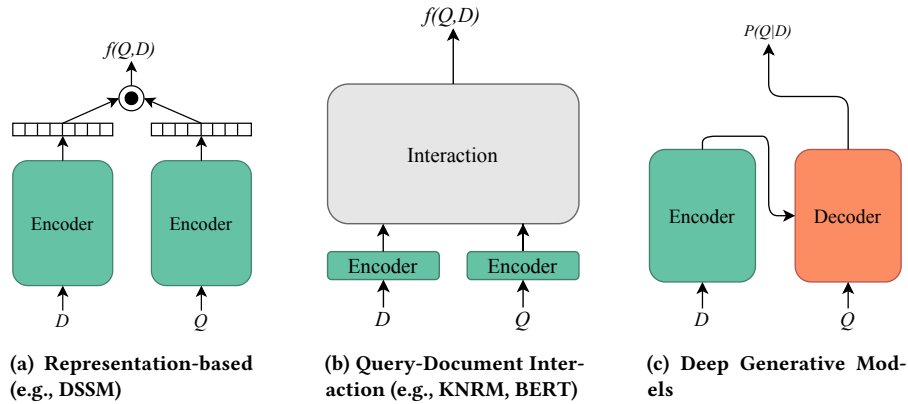 f(Q,D)
Encoder
Encoder
D
Q
(a) Representation-based
(e.g., DSSM)
f(Q,D)
Interaction
Encoder
Encoder
D
Q
(b) Query-Document Inter-
action (e.g., KNRM, BERT)
P(Q|D)
Encoder
Decoder
D
Q
(c) Deep Generative Mod-
els